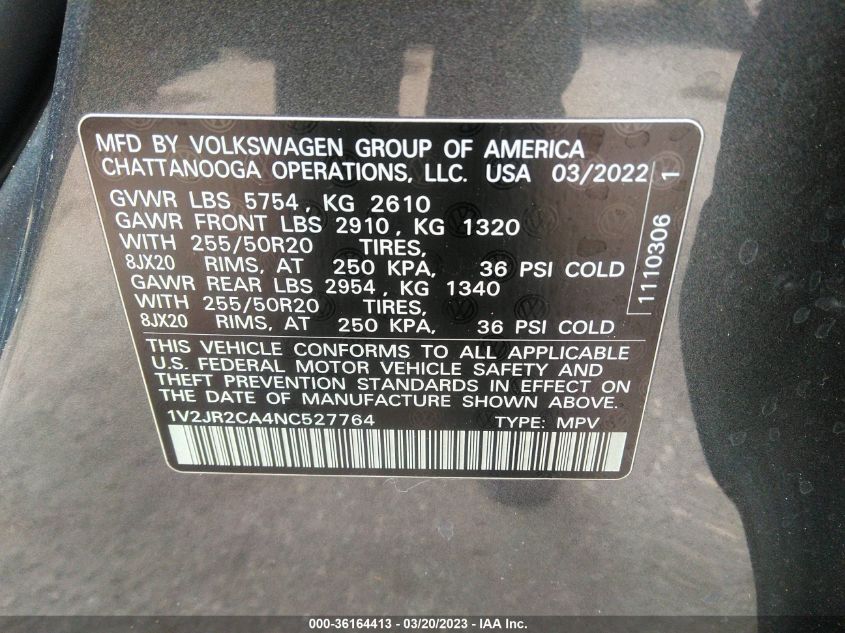 MFD BY VOLKSWAGEN GROUP OF AMERICA
CHATTANOOGA OPERATIONS, LLC. USA 03/2022
GVWR LBS 5754, KG 2610
GAWR FRONT LBS 2910, KG 1320
WITH 255/50R20 TIRES,
8JX20 RIMS, AT 250 KPA, 36 PSI COLD
GAWR REAR LBS 2954, KG 1340
WITH 255/50R20 TIRES,
8JX20 RIMS, AT 250 KPA, 36 PSI COLD
1110306 1
THIS VEHICLE CONFORMS TO ALL APPLICABLE
U.S. FEDERAL MOTOR VEHICLE SAFETY AND
THEFT PREVENTION STANDARDS IN EFFECT ON
THE DATE OF MANUFACTURE SHOWN ABOVE.
1V2JR2CA4NC527764 TYPE: MPV
000-36164413 - 03/20/2023 - IAA Inc.